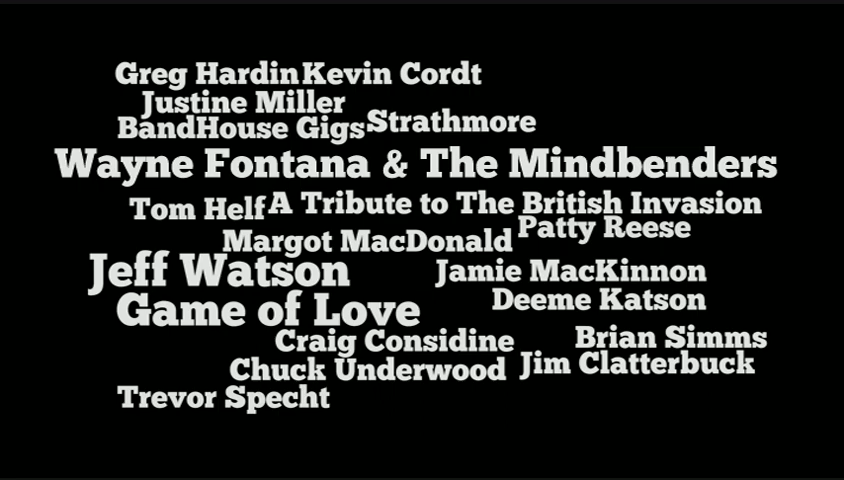 Greg Hardin Kevin Cordt
Justine Miller
BandHouse Gigs Strathmore
Wayne Fontana & The Mindbenders
Tom Helf A Tribute to The British Invasion
Margot MacDonald Patty Reese
Jeff Watson Jamie MacKinnon
Game of Love Deeme Katson
Craig Considine Brian Simms
Chuck Underwood Jim Clatterbuck
Trevor Specht